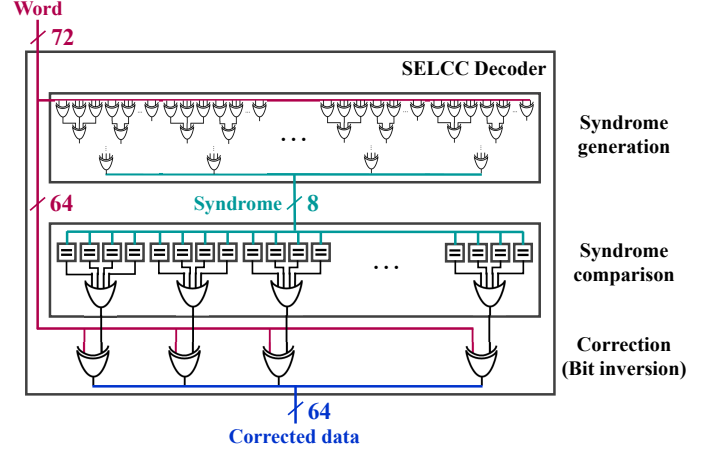 Word
72
SELCC Decoder
Syndrome
generation
. . .
64
Syndrome
8
Syndrome
comparison
. . .
Correction
(Bit inversion)
64
Corrected data